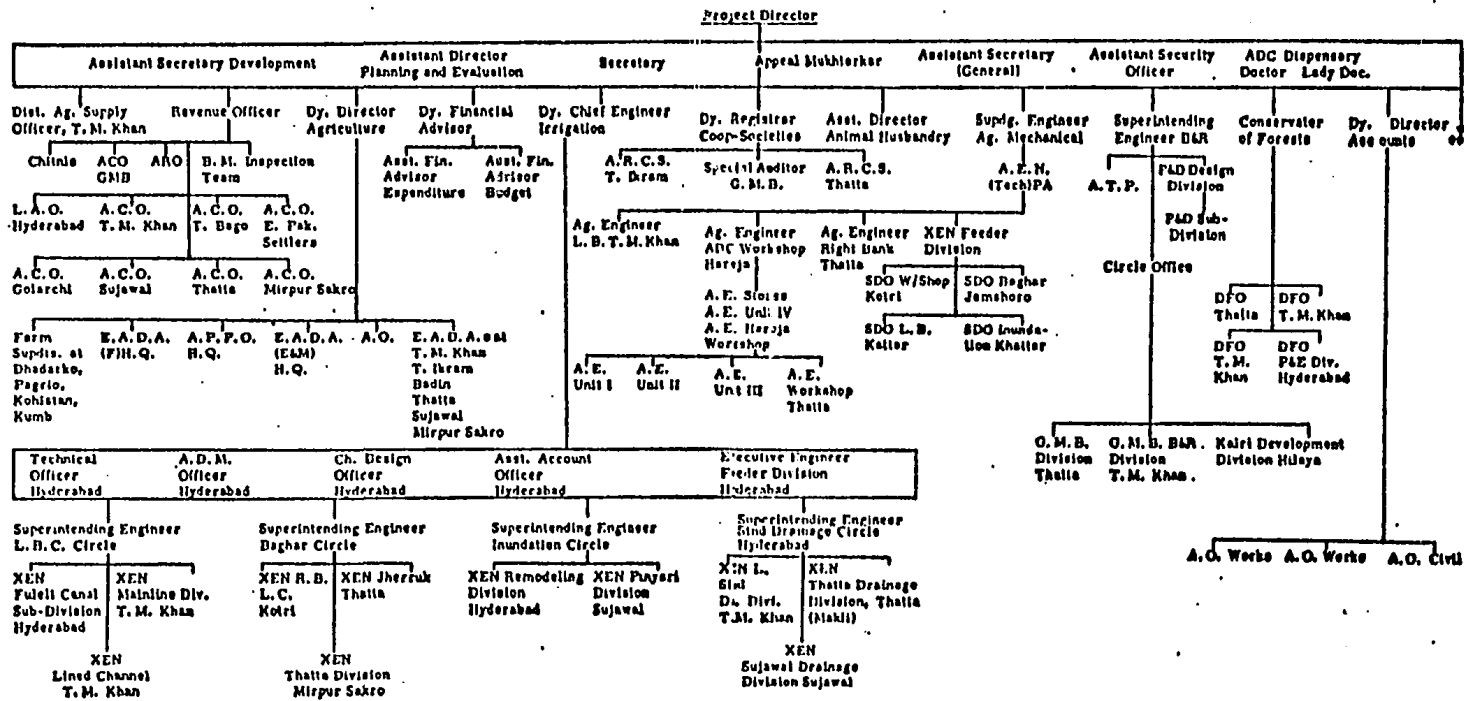 Project Director
Assistant Secretary Development
Assistant Director
Planning and Evaluation
Secretary
Appeal Mukhtarkar
Assistant Secretary
(General)
Assistant Security
Officer
ADC Dispensary
Doctor Lady Doc.
Dist. Ag. Supply
Officer, T. M. Khan
Revenue Officer
Dy. Director
Agriculture
Dy. Financial
Advisor
Dy. Chief Engineer
Irrigation
Dy. Registrar
Coop-Societies
Asst. Director
Animal Husbandry
Supdg. Engineer
Ag. Mechanical
Superintending
Engineer B&R
Conservator
of Forests
Dy. Director
Accounts
Chitnis
ACO
GMB
ARO
B. M. Inspection
Team
Asst. Fin.
Advisor
Expenditure
Asst. Fin.
Advisor
Budget
A. R. C. S.
T. Ikram
Special Auditor
G. M. B.
A. R. C. S.
Thatta
A. E. N.
(Tech)PA
A. T. P.
P&D Design
Division
P&D Sub-
Division
L. A. O.
Hyderabad
A. C. O.
T. M. Khan
A. C. O.
T. Bago
A. C. O.
E. Pak.
Settlers
Ag. Engineer
L. B. T. M. Khan
Ag. Engineer
ADC Workshop
Hareja
Ag. Engineer
Right Bank
Thatta
XEN Feeder
Division
Circle Office
A. C. O.
Golarchi
A. C. O.
Sujawal
A. C. O.
Thatta
A. C. O.
Mirpur Sakro
A. E. Stores
A. E. Unit IV
A. E. Hareja
Workshop
SDO W/Shop
Kotri
SDO Baghar
Jamshoro
SDO L. B.
SDO Inunda-
tion
DFO
Thatta
DFO
T. M. Khan
DFO
T. M.
Khan
DFO
P&E Div.
Hyderabad
Farm
Supdts. at
Dhadarko,
Pagrio,
Kohistan,
Kumb
E. A. D. A.
(F)H. Q.
A. P. P. O.
H. Q.
E. A. D. A.
(E&M)
H. Q.
A. O.
E. A. D. A. s at
T. M. Khan
T. Ikram
Badin
Thatta
Sujawal
Mirpur Sakro
A. E.
Unit I
A. E.
Unit II
A. E.
Unit III
A. E.
Workshop
Thatta
G. M. B.
Division
Thatta
G. M. B. B&R.
Division
T. M. Khan.
Kalri Development
Division Hilaya
Technical
Officer
Hyderabad
A. D. M.
Officer
Hyderabad
Ch. Design
Officer
Hyderabad
Asst. Account
Officer
Hyderabad
Executive Engineer
Feeder Division
Hyderabad
Superintending Engineer
L. B. C. Circle
Superintending Engineer
Baghar Circle
Superintending Engineer
Inundation Circle
Superintending Engineer
Sind Drainage Circle
Hyderabad
A. O. Works
A. O. Works
A. O. Civil
XEN
Fuleli Canal
Sub-Division
Hyderabad
XEN
Mainline Div.
T. M. Khan
XEN R. B.
L. C.
Kotri
XEN Jherruk
Thatta
XEN Remodeling
Division
Hyderabad
XEN Pinyari
Division
Sujawal
XEN L.
Sind
Dr. Divi.
T.M. Khan
XEN
Thatta Drainage
Division, Thatta
(Makli)
XEN
Lined Channel
T. M. Khan
XEN
Thatta Division
Mirpur Sakro
XEN
Sujawal Drainage
Division Sujawal